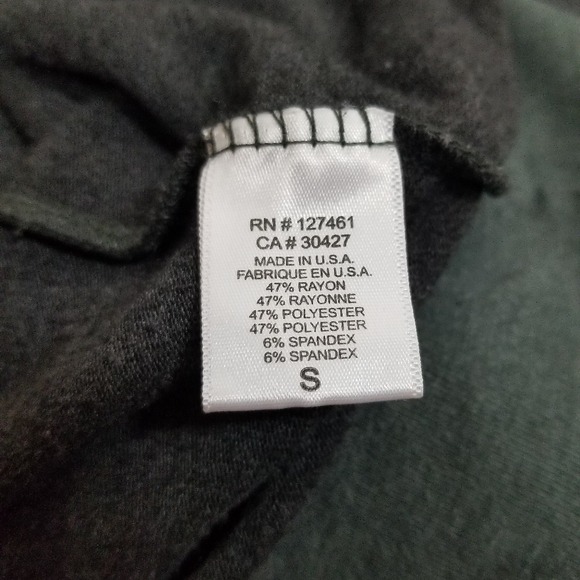 RN # 127461
CA # 30427
MADE IN U.S.A.
FABRIQUE EN U.S.A.
47% RAYON
47% RAYONNE
47% POLYESTER
47% POLYESTER
6% SPANDEX
6% SPANDEX
S